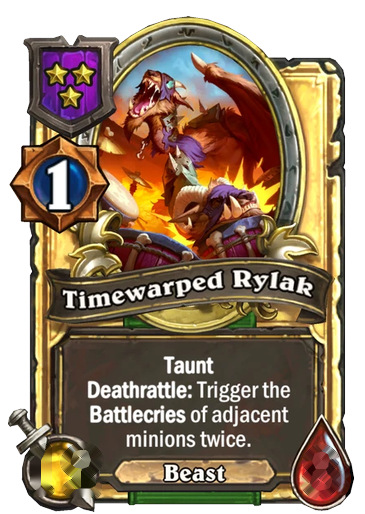 1
Timewarped Rylak
Taunt
Deathrattle: Trigger the
Battlecries of adjacent
minions twice.
Beast